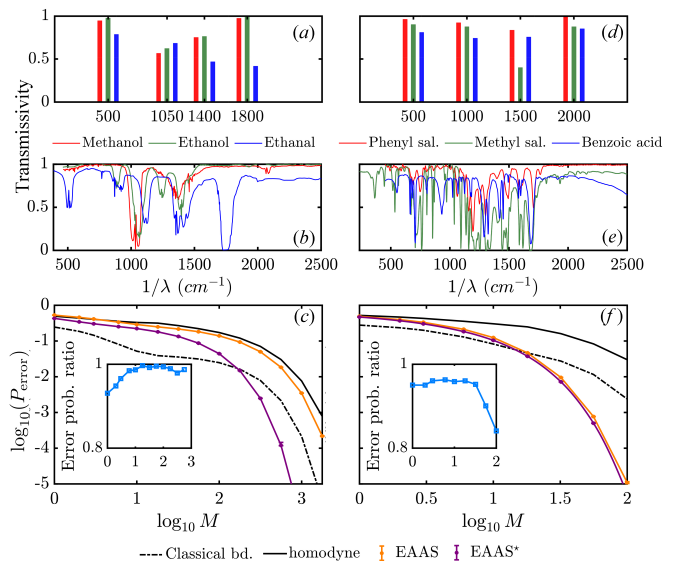 (a)
1
0.5
0
500
1050
1400
1800
(d)
500
1000
1500
2000
Transmissivity
Methanol Ethanol Ethanal
Phenyl sal. Methyl sal. Benzoic acid
1
0.5
0
(b)
500 1000 1500 2000 2500
1/λ (cm⁻¹)
(e)
500 1000 1500 2000 2500
1/λ (cm⁻¹)
log₁₀(P_error)
-0
-1
-2
-3
-4
-5
(c)
Error prob. ratio
1
0.8
0 1 2 3
0 1 2 3
log₁₀ M
(f)
Error prob. ratio
1
0.8
0 1 2
0 0.5 1 1.5 2
log₁₀ M
Classical bd. homodyne EAAS EAAS*